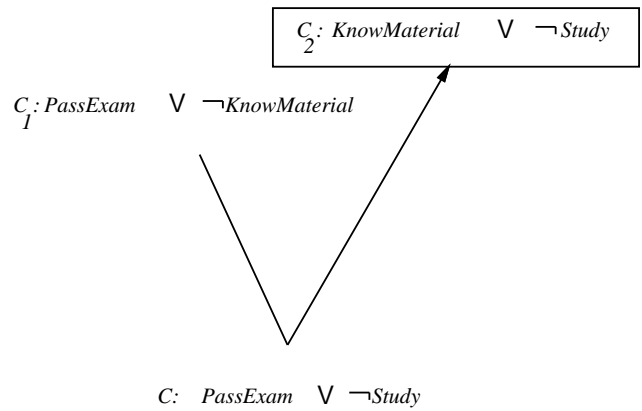 C₂: KnowMaterial V ¬Study
C₁: PassExam V ¬KnowMaterial
C: PassExam V ¬Study